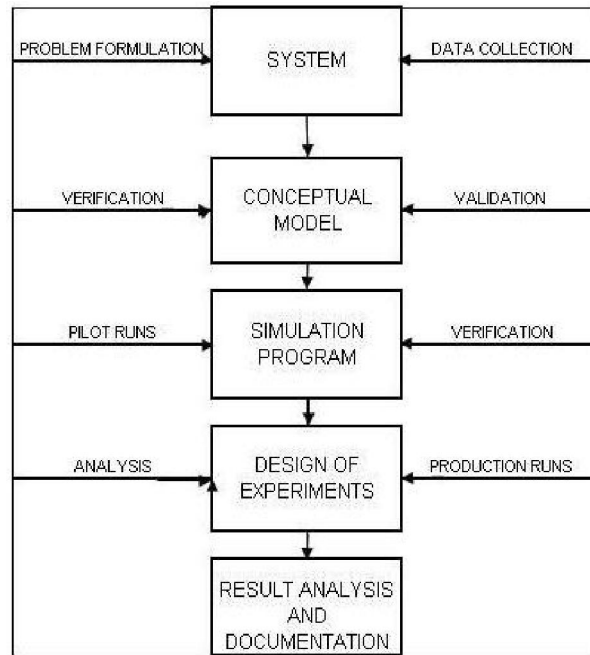 PROBLEM FORMULATION
SYSTEM
DATA COLLECTION
VERIFICATION
CONCEPTUAL
MODEL
VALIDATION
PILOT RUNS
SIMULATION
PROGRAM
VERIFICATION
ANALYSIS
DESIGN OF
EXPERIMENTS
PRODUCTION RUNS
RESULT ANALYSIS
AND
DOCUMENTATION